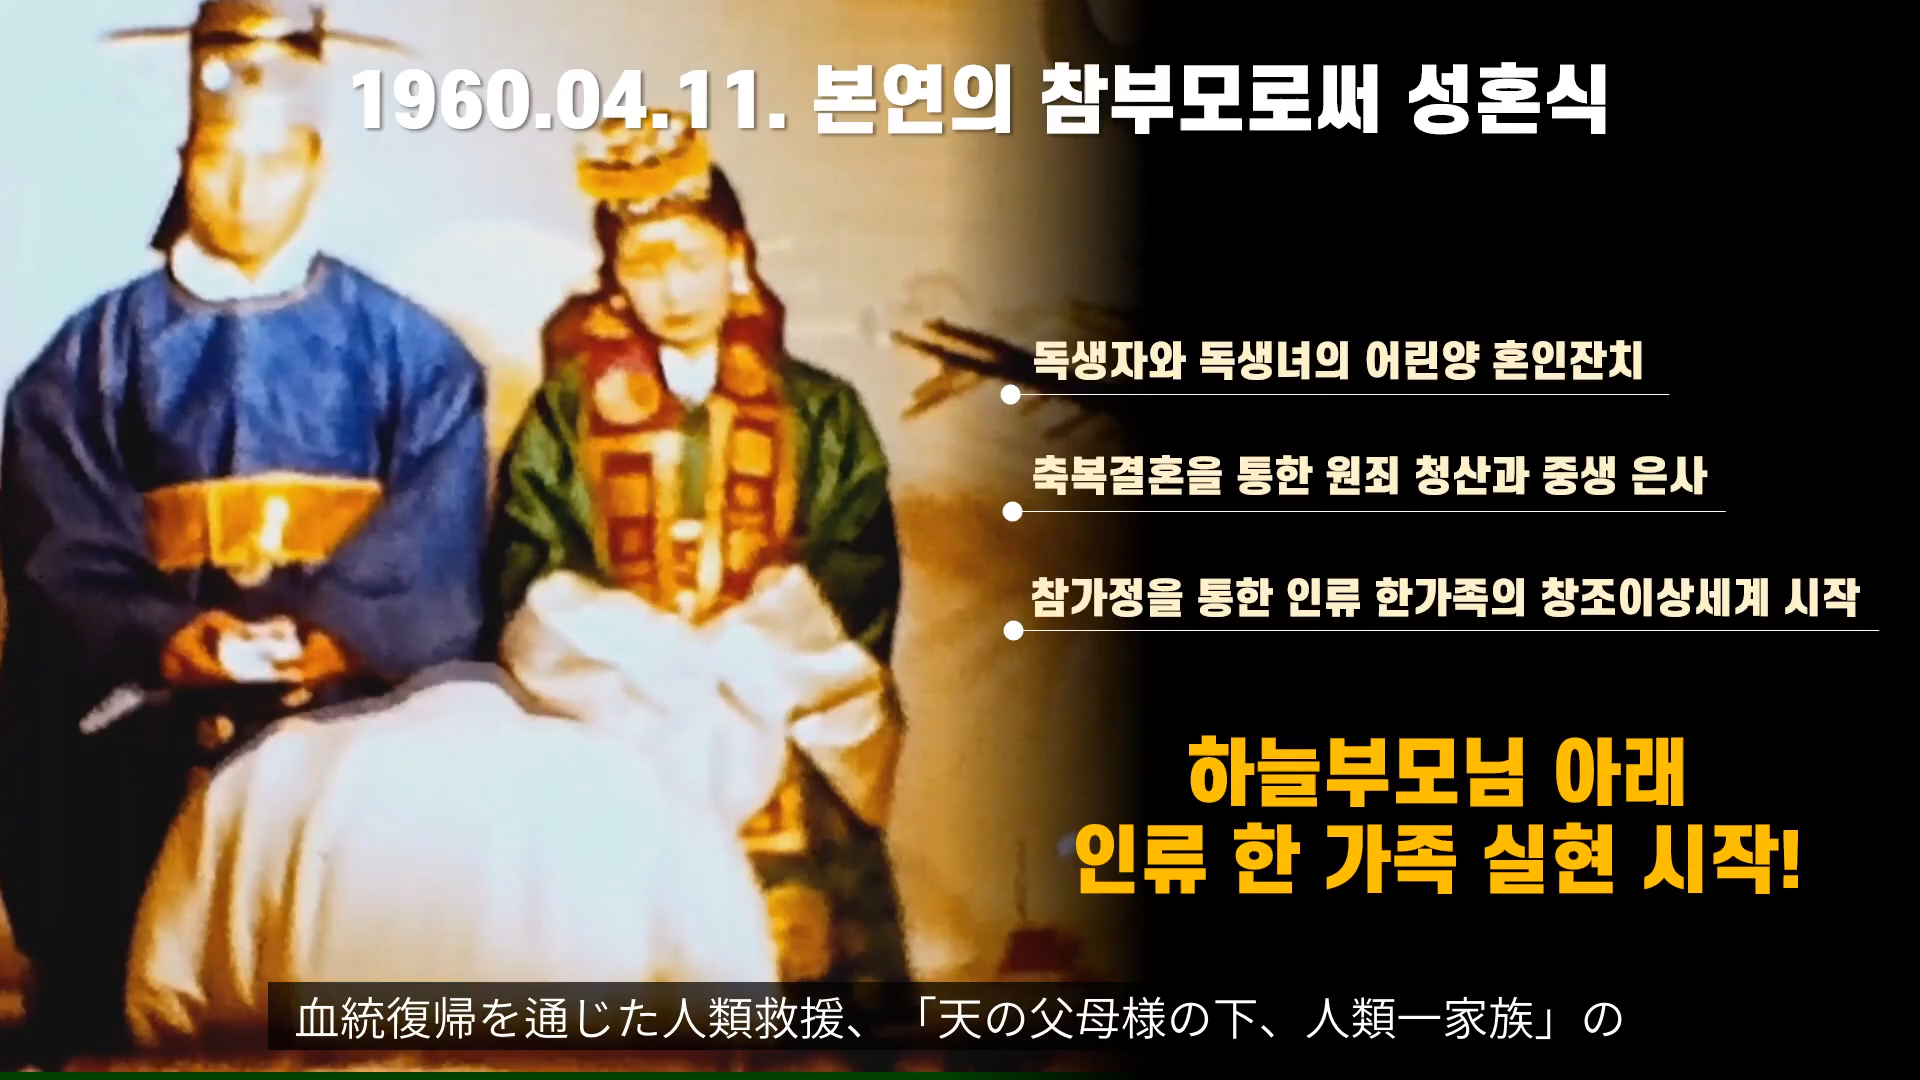 1960.04.11. 본연의 참부모로써 성혼식
독생자와 독생녀의 어린양 혼인잔치
축복결혼을 통한 원죄 청산과 중생 은사
참가정을 통한 인류 한가족의 창조이상세계 시작
하늘부모님 아래
인류 한 가족 실현 시작!
血統復帰を通じた人類救援、「天の父母様の下、人類一家族」の